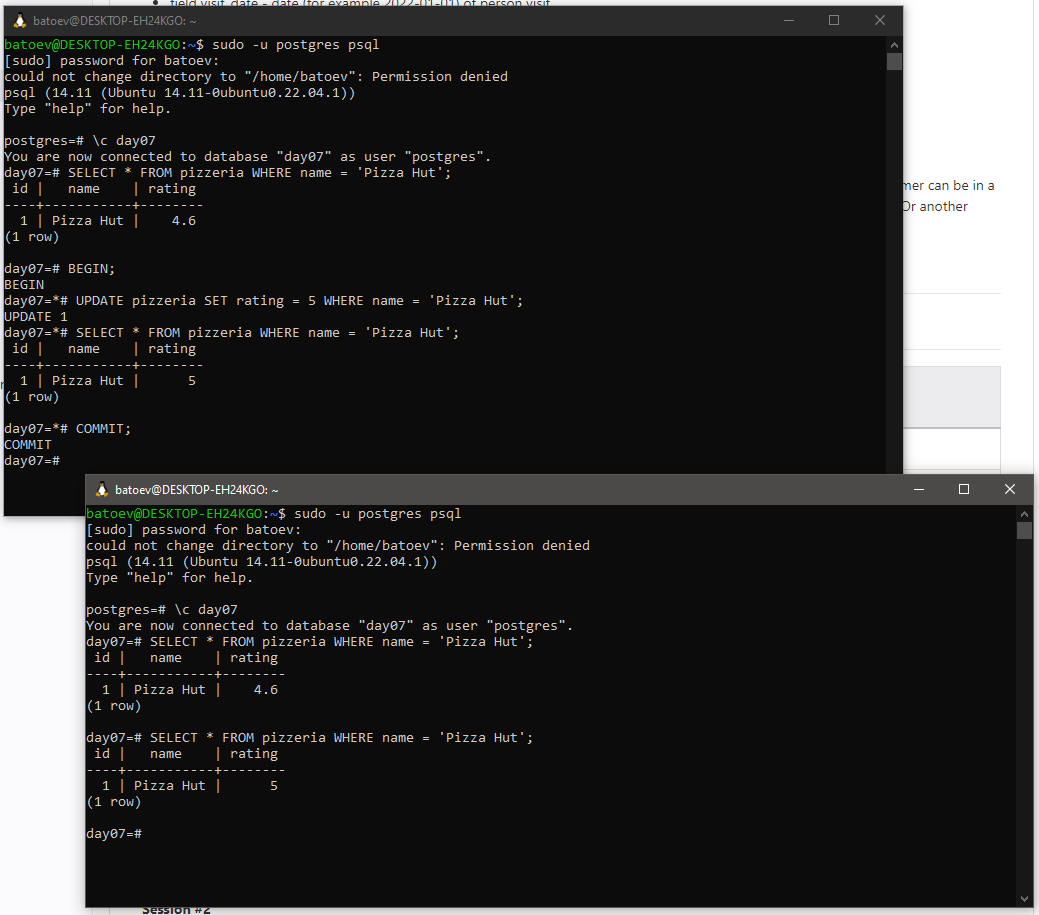 field visit_date - date (for example 2022-01-01) of person visit
batoev@DESKTOP-EH24KGO: ~
batoev@DESKTOP-EH24KGO:~$ sudo -u postgres psql
[sudo] password for batoev:
could not change directory to "/home/batoev": Permission denied
psql (14.11 (Ubuntu 14.11-0ubuntu0.22.04.1))
Type "help" for help.
postgres=# \c day07
You are now connected to database "day07" as user "postgres".
day07=# SELECT * FROM pizzeria WHERE name = 'Pizza Hut';
 id |   name    | rating
----+-----------+--------
  1 | Pizza Hut |    4.6
(1 row)
day07=# BEGIN;
BEGIN
day07=*# UPDATE pizzeria SET rating = 5 WHERE name = 'Pizza Hut';
UPDATE 1
day07=*# SELECT * FROM pizzeria WHERE name = 'Pizza Hut';
 id |   name    | rating
----+-----------+--------
  1 | Pizza Hut |      5
(1 row)
day07=*# COMMIT;
COMMIT
day07=#
mer can be in a
Or another
batoev@DESKTOP-EH24KGO: ~
batoev@DESKTOP-EH24KGO:~$ sudo -u postgres psql
[sudo] password for batoev:
could not change directory to "/home/batoev": Permission denied
psql (14.11 (Ubuntu 14.11-0ubuntu0.22.04.1))
Type "help" for help.
postgres=# \c day07
You are now connected to database "day07" as user "postgres".
day07=# SELECT * FROM pizzeria WHERE name = 'Pizza Hut';
 id |   name    | rating
----+-----------+--------
  1 | Pizza Hut |    4.6
(1 row)
day07=# SELECT * FROM pizzeria WHERE name = 'Pizza Hut';
 id |   name    | rating
----+-----------+--------
  1 | Pizza Hut |      5
(1 row)
day07=#
Session #2